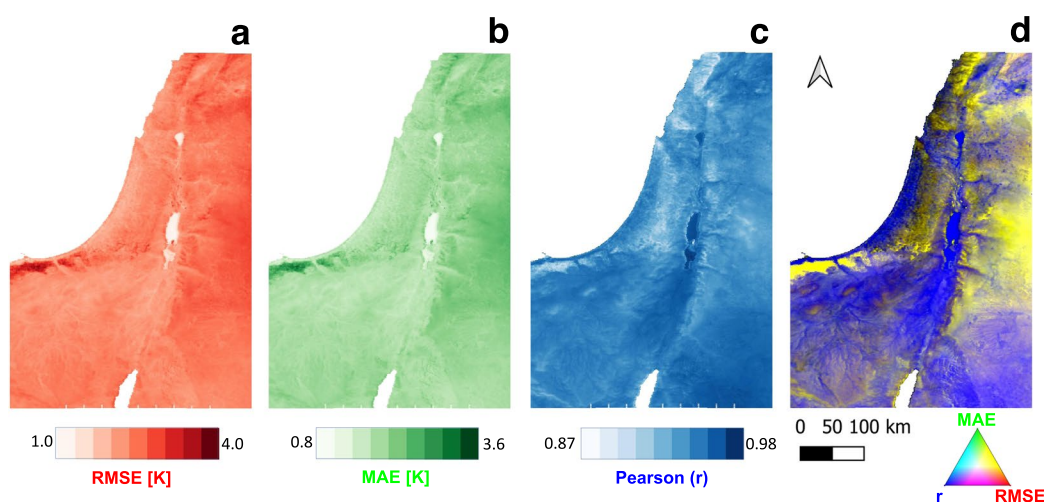 a b c d
1.0 4.0
RMSE [K]
0.8 3.6
MAE [K]
0.87 0.98
Pearson (r)
0 50 100 km
MAE
r RMSE